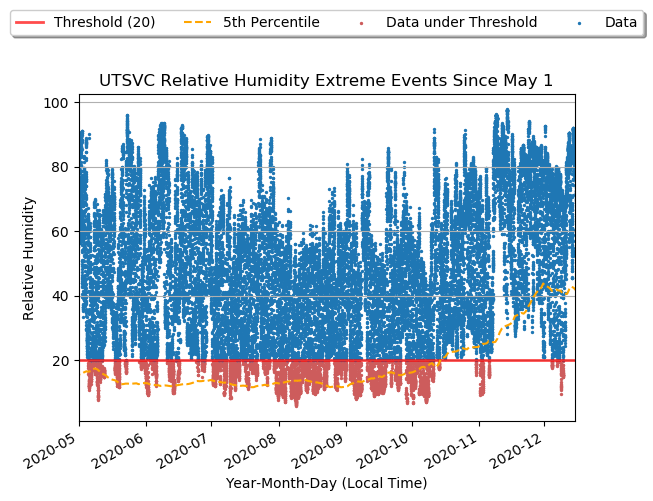 Threshold (20) 5th Percentile Data under Threshold Data
UTSVC Relative Humidity Extreme Events Since May 1
100
80
60
40
20
Relative Humidity
2020-05 2020-06 2020-07 2020-08 2020-09 2020-10 2020-11 2020-12
Year-Month-Day (Local Time)